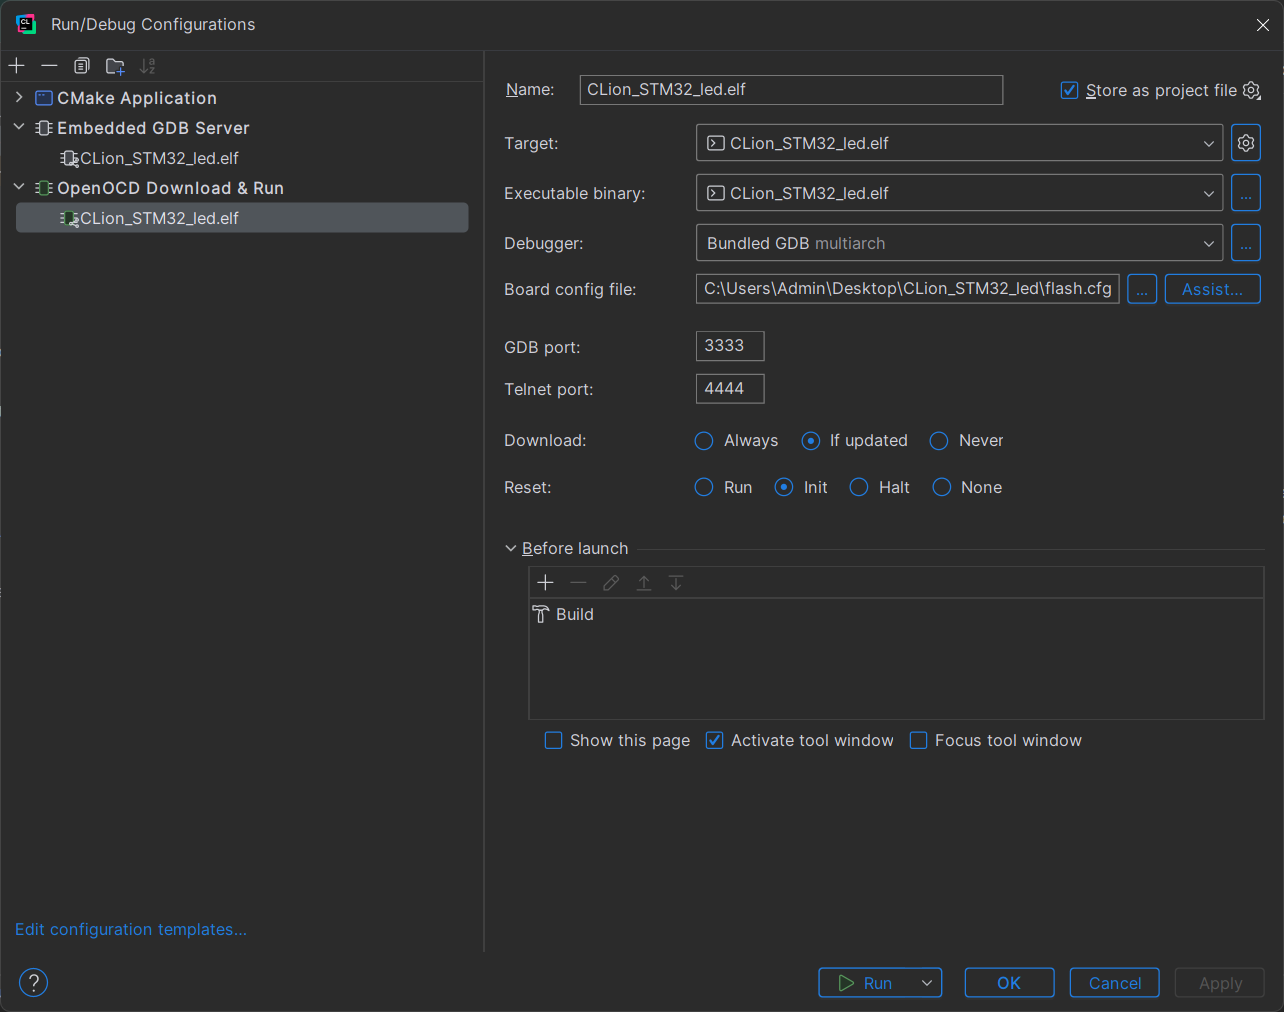 Run/Debug Configurations
CMake Application
Embedded GDB Server
CLion_STM32_led.elf
OpenOCD Download & Run
CLion_STM32_led.elf
Edit configuration templates...
Name: CLion_STM32_led.elf Store as project file
Target: CLion_STM32_led.elf
Executable binary: CLion_STM32_led.elf ...
Debugger: Bundled GDB multiarch ...
Board config file: C:\Users\Admin\Desktop\CLion_STM32_led\flash.cfg ... Assist...
GDB port: 3333
Telnet port: 4444
Download: Always If updated Never
Reset: Run Init Halt None
Before launch
Build
Show this page Activate tool window Focus tool window
? Run OK Cancel Apply